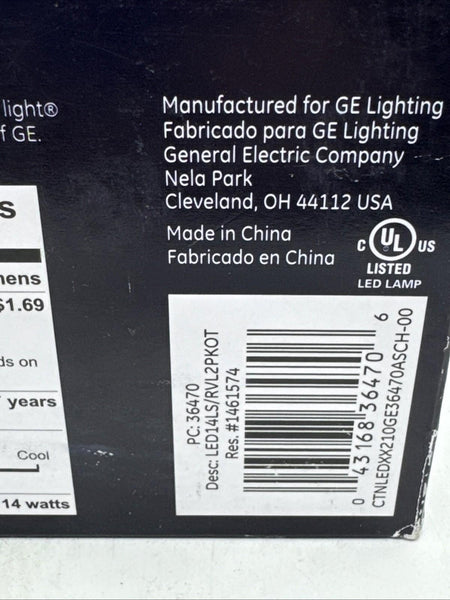 light®
f GE.
Manufactured for GE Lighting
Fabricado para GE Lighting
General Electric Company
Nela Park
Cleveland, OH 44112 USA
Made in China
Fabricado en China
C UL US
LISTED
LED LAMP
s
mens
$1.69
ds on
years
Cool
14 watts
PC: 36470
Desc: LED14LS/RVL2PKOT
Res. #1461574
0 43168 36470 6
CTNLEDXX210GE36470ASCH-00